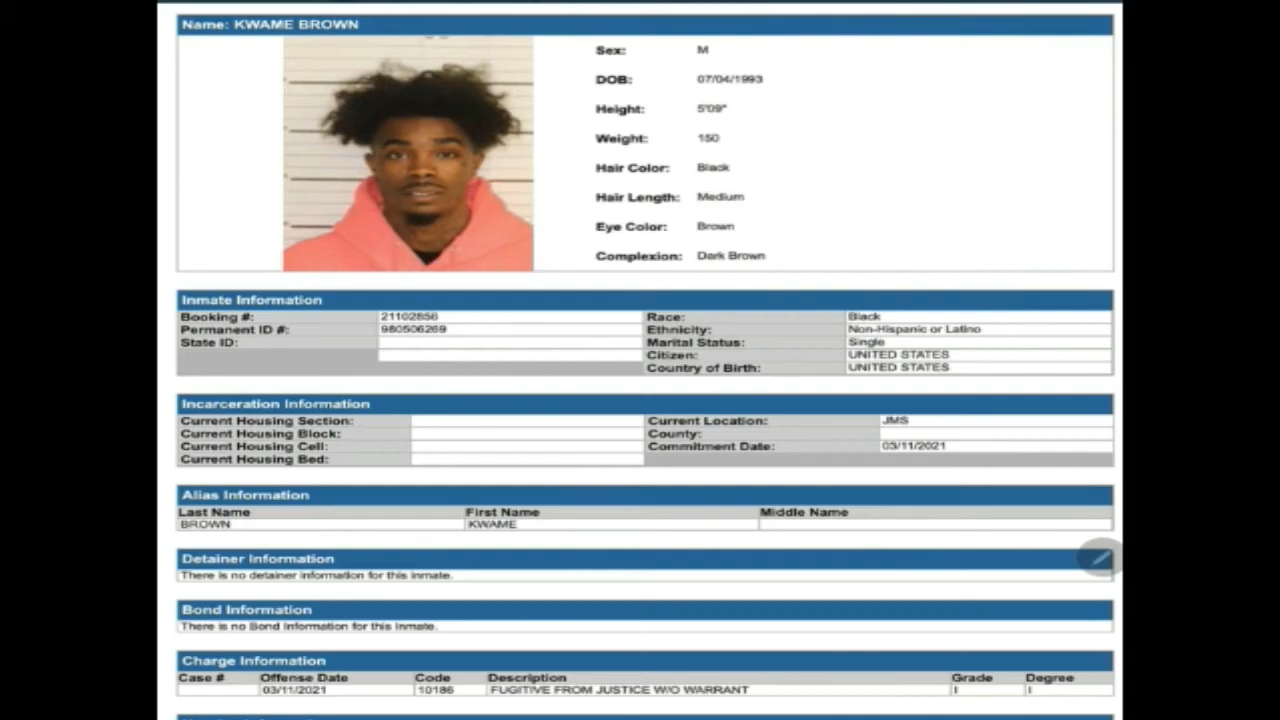 Name: KWAME BROWN
Sex: M
DOB: 07/04/1993
Height: 5'09"
Weight: 150
Hair Color: Black
Hair Length: Medium
Eye Color: Brown
Complexion: Dark Brown
Inmate Information
Booking #: 21102856 Race: Black
Permanent ID #: 980506269 Ethnicity: Non-Hispanic or Latino
State ID: Marital Status: Single
Citizen: UNITED STATES
Country of Birth: UNITED STATES
Incarceration Information
Current Housing Section: Current Location: JMS
Current Housing Block: County:
Current Housing Cell: Commitment Date: 03/11/2021
Current Housing Bed:
Alias Information
Last Name First Name Middle Name
BROWN KWAME
Detainer Information
There is no detainer information for this inmate.
Bond Information
There is no Bond Information for this Inmate.
Charge Information
Case # Offense Date Code Description Grade Degree
03/11/2021 10186 FUGITIVE FROM JUSTICE W/O WARRANT I I